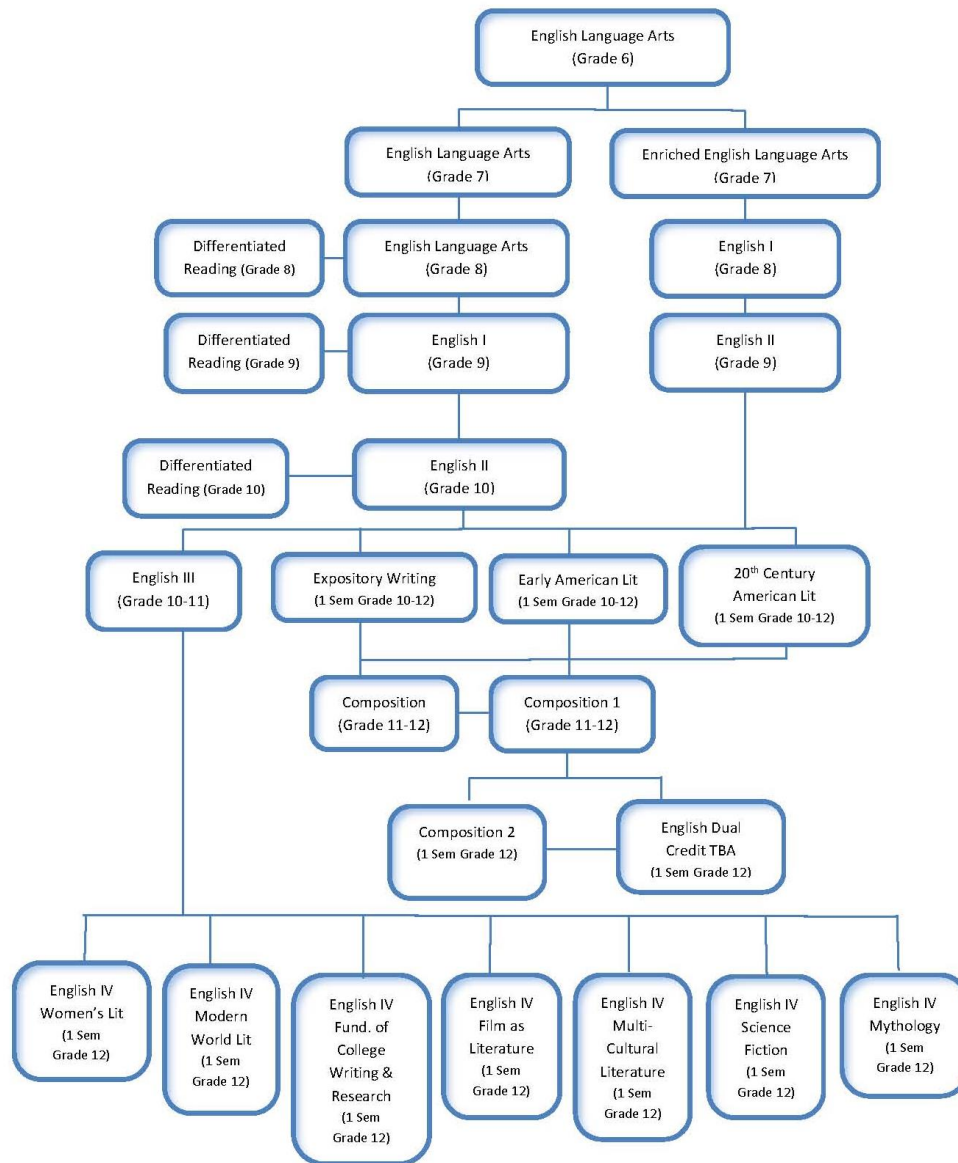 English Language Arts
(Grade 6)
English Language Arts
(Grade 7)
Enriched English Language Arts
(Grade 7)
Differentiated
Reading (Grade 8)
English Language Arts
(Grade 8)
English I
(Grade 8)
Differentiated
Reading (Grade 9)
English I
(Grade 9)
English II
(Grade 9)
Differentiated
Reading (Grade 10)
English II
(Grade 10)
English III
(Grade 10-11)
Expository Writing
(1 Sem Grade 10-12)
Early American Lit
(1 Sem Grade 10-12)
20th Century
American Lit
(1 Sem Grade 10-12)
Composition
(Grade 11-12)
Composition 1
(Grade 11-12)
Composition 2
(1 Sem Grade 12)
English Dual
Credit TBA
(1 Sem Grade 12)
English IV
Women's Lit
(1 Sem
Grade 12)
English IV
Modern
World Lit
(1 Sem
Grade 12)
English IV
Fund. of
College
Writing &
Research
(1 Sem
Grade 12)
English IV
Film as
Literature
(1 Sem
Grade 12)
English IV
Multi-
Cultural
Literature
(1 Sem
Grade 12)
English IV
Science
Fiction
(1 Sem
Grade 12)
English IV
Mythology
(1 Sem
Grade 12)